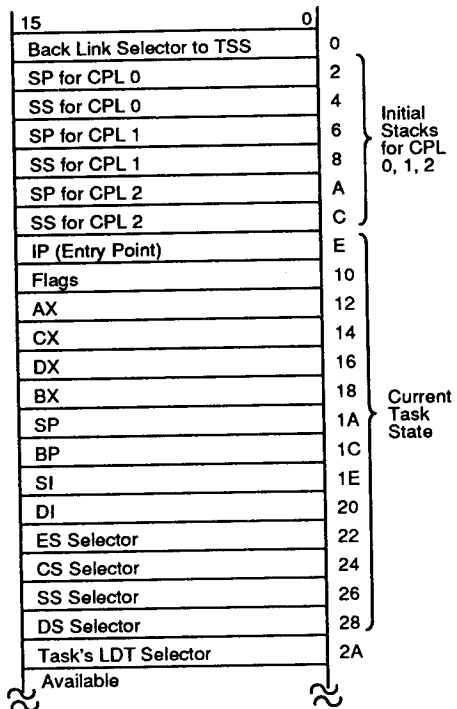 15 0
Back Link Selector to TSS 0
SP for CPL 0 2
SS for CPL 0 4
SP for CPL 1 6
SS for CPL 1 8
SP for CPL 2 A
SS for CPL 2 C
Initial
Stacks
for CPL
0, 1, 2
IP (Entry Point) E
Flags 10
AX 12
CX 14
DX 16
BX 18
SP 1A
BP 1C
SI 1E
DI 20
ES Selector 22
CS Selector 24
SS Selector 26
DS Selector 28
Current
Task
State
Task's LDT Selector 2A
Available